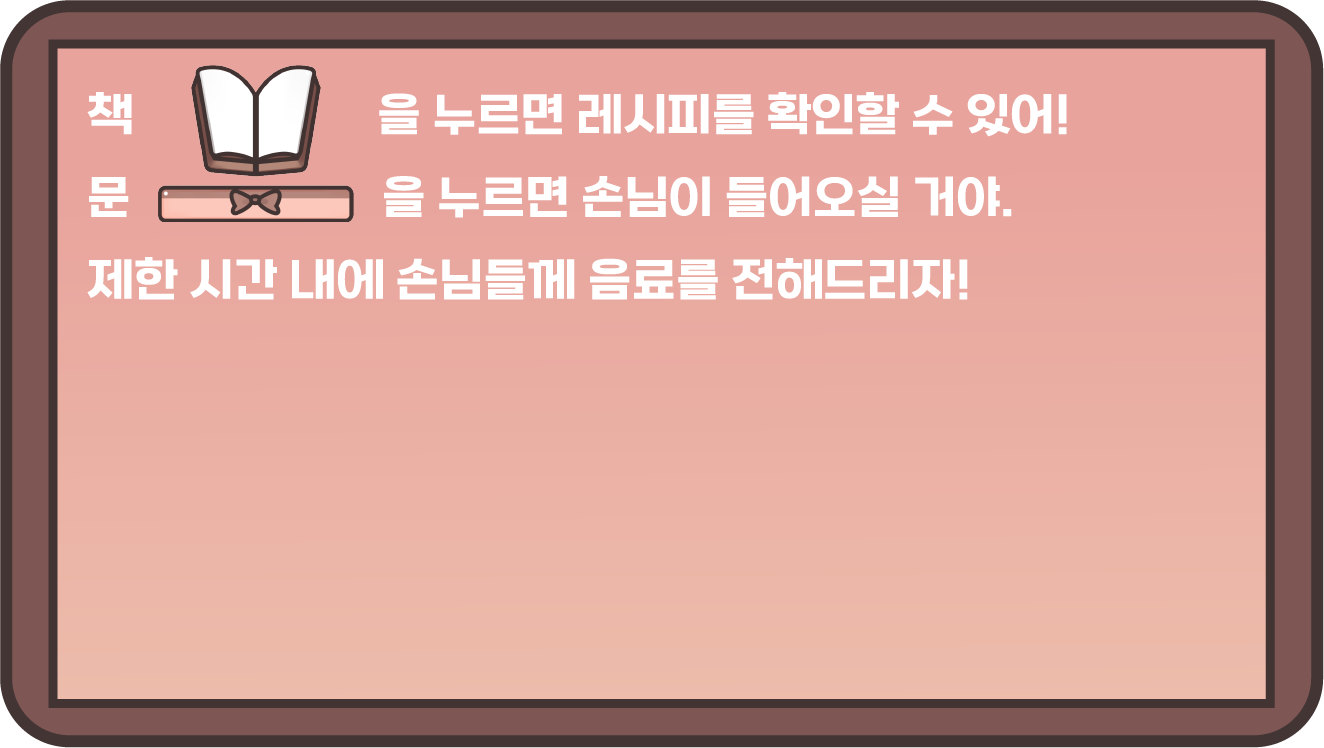 책 을 누르면 레시피를 확인할 수 있어!
문 을 누르면 손님이 들어오실 거야.
제한 시간 내에 손님들께 음료를 전해드리자!